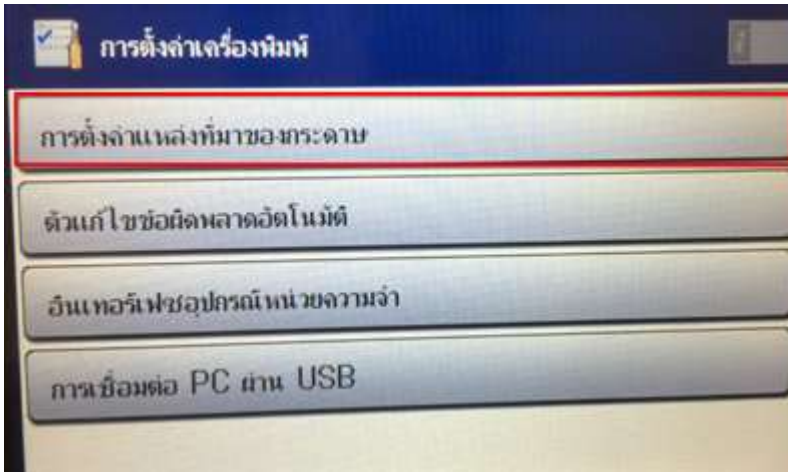 การตั้งค่าเครื่องพิมพ์
การตั้งค่าแหล่งที่มาของกระดาษ
ตัวแก้ไขข้อผิดพลาดอัตโนมัติ
อินเทอร์เฟซอุปกรณ์หน่วยความจำ
การเชื่อมต่อ PC ผ่าน USB